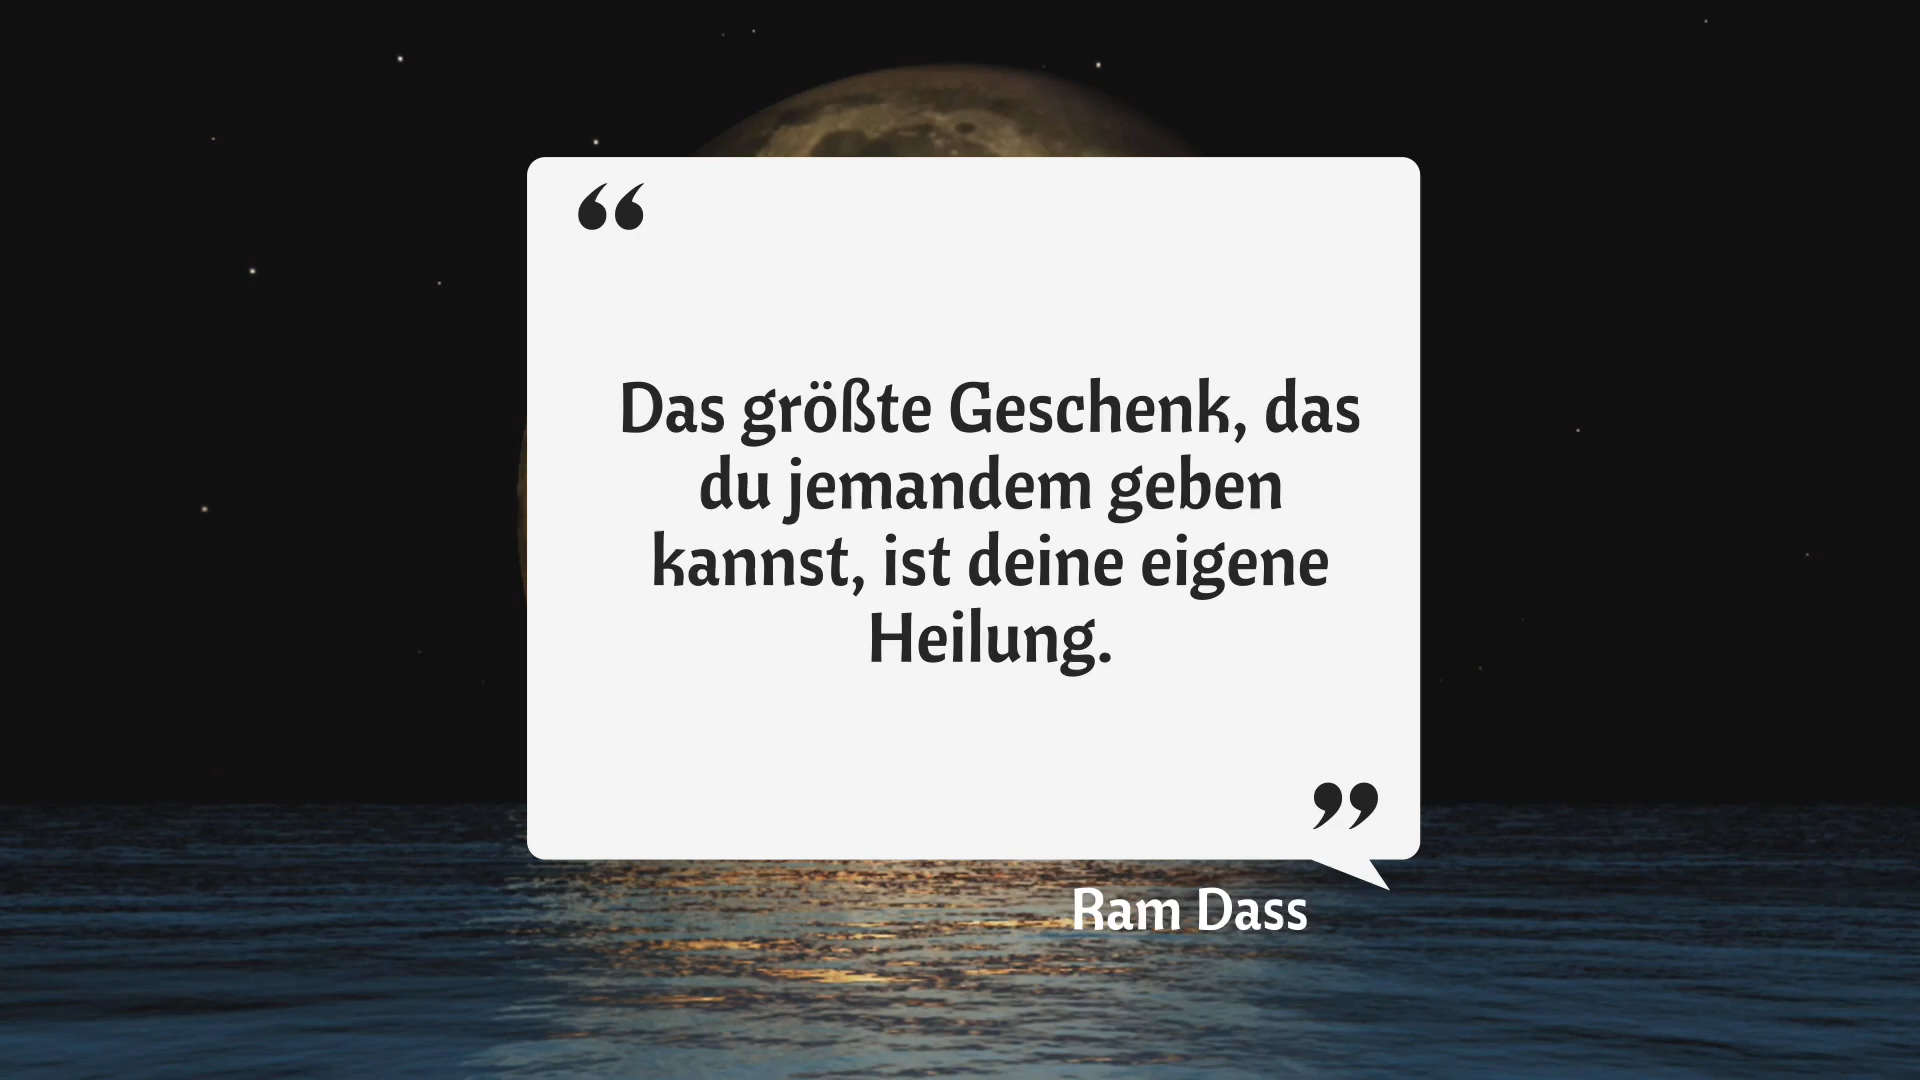 “
Das größte Geschenk, das
du jemandem geben
kannst, ist deine eigene
Heilung.
”
Ram Dass